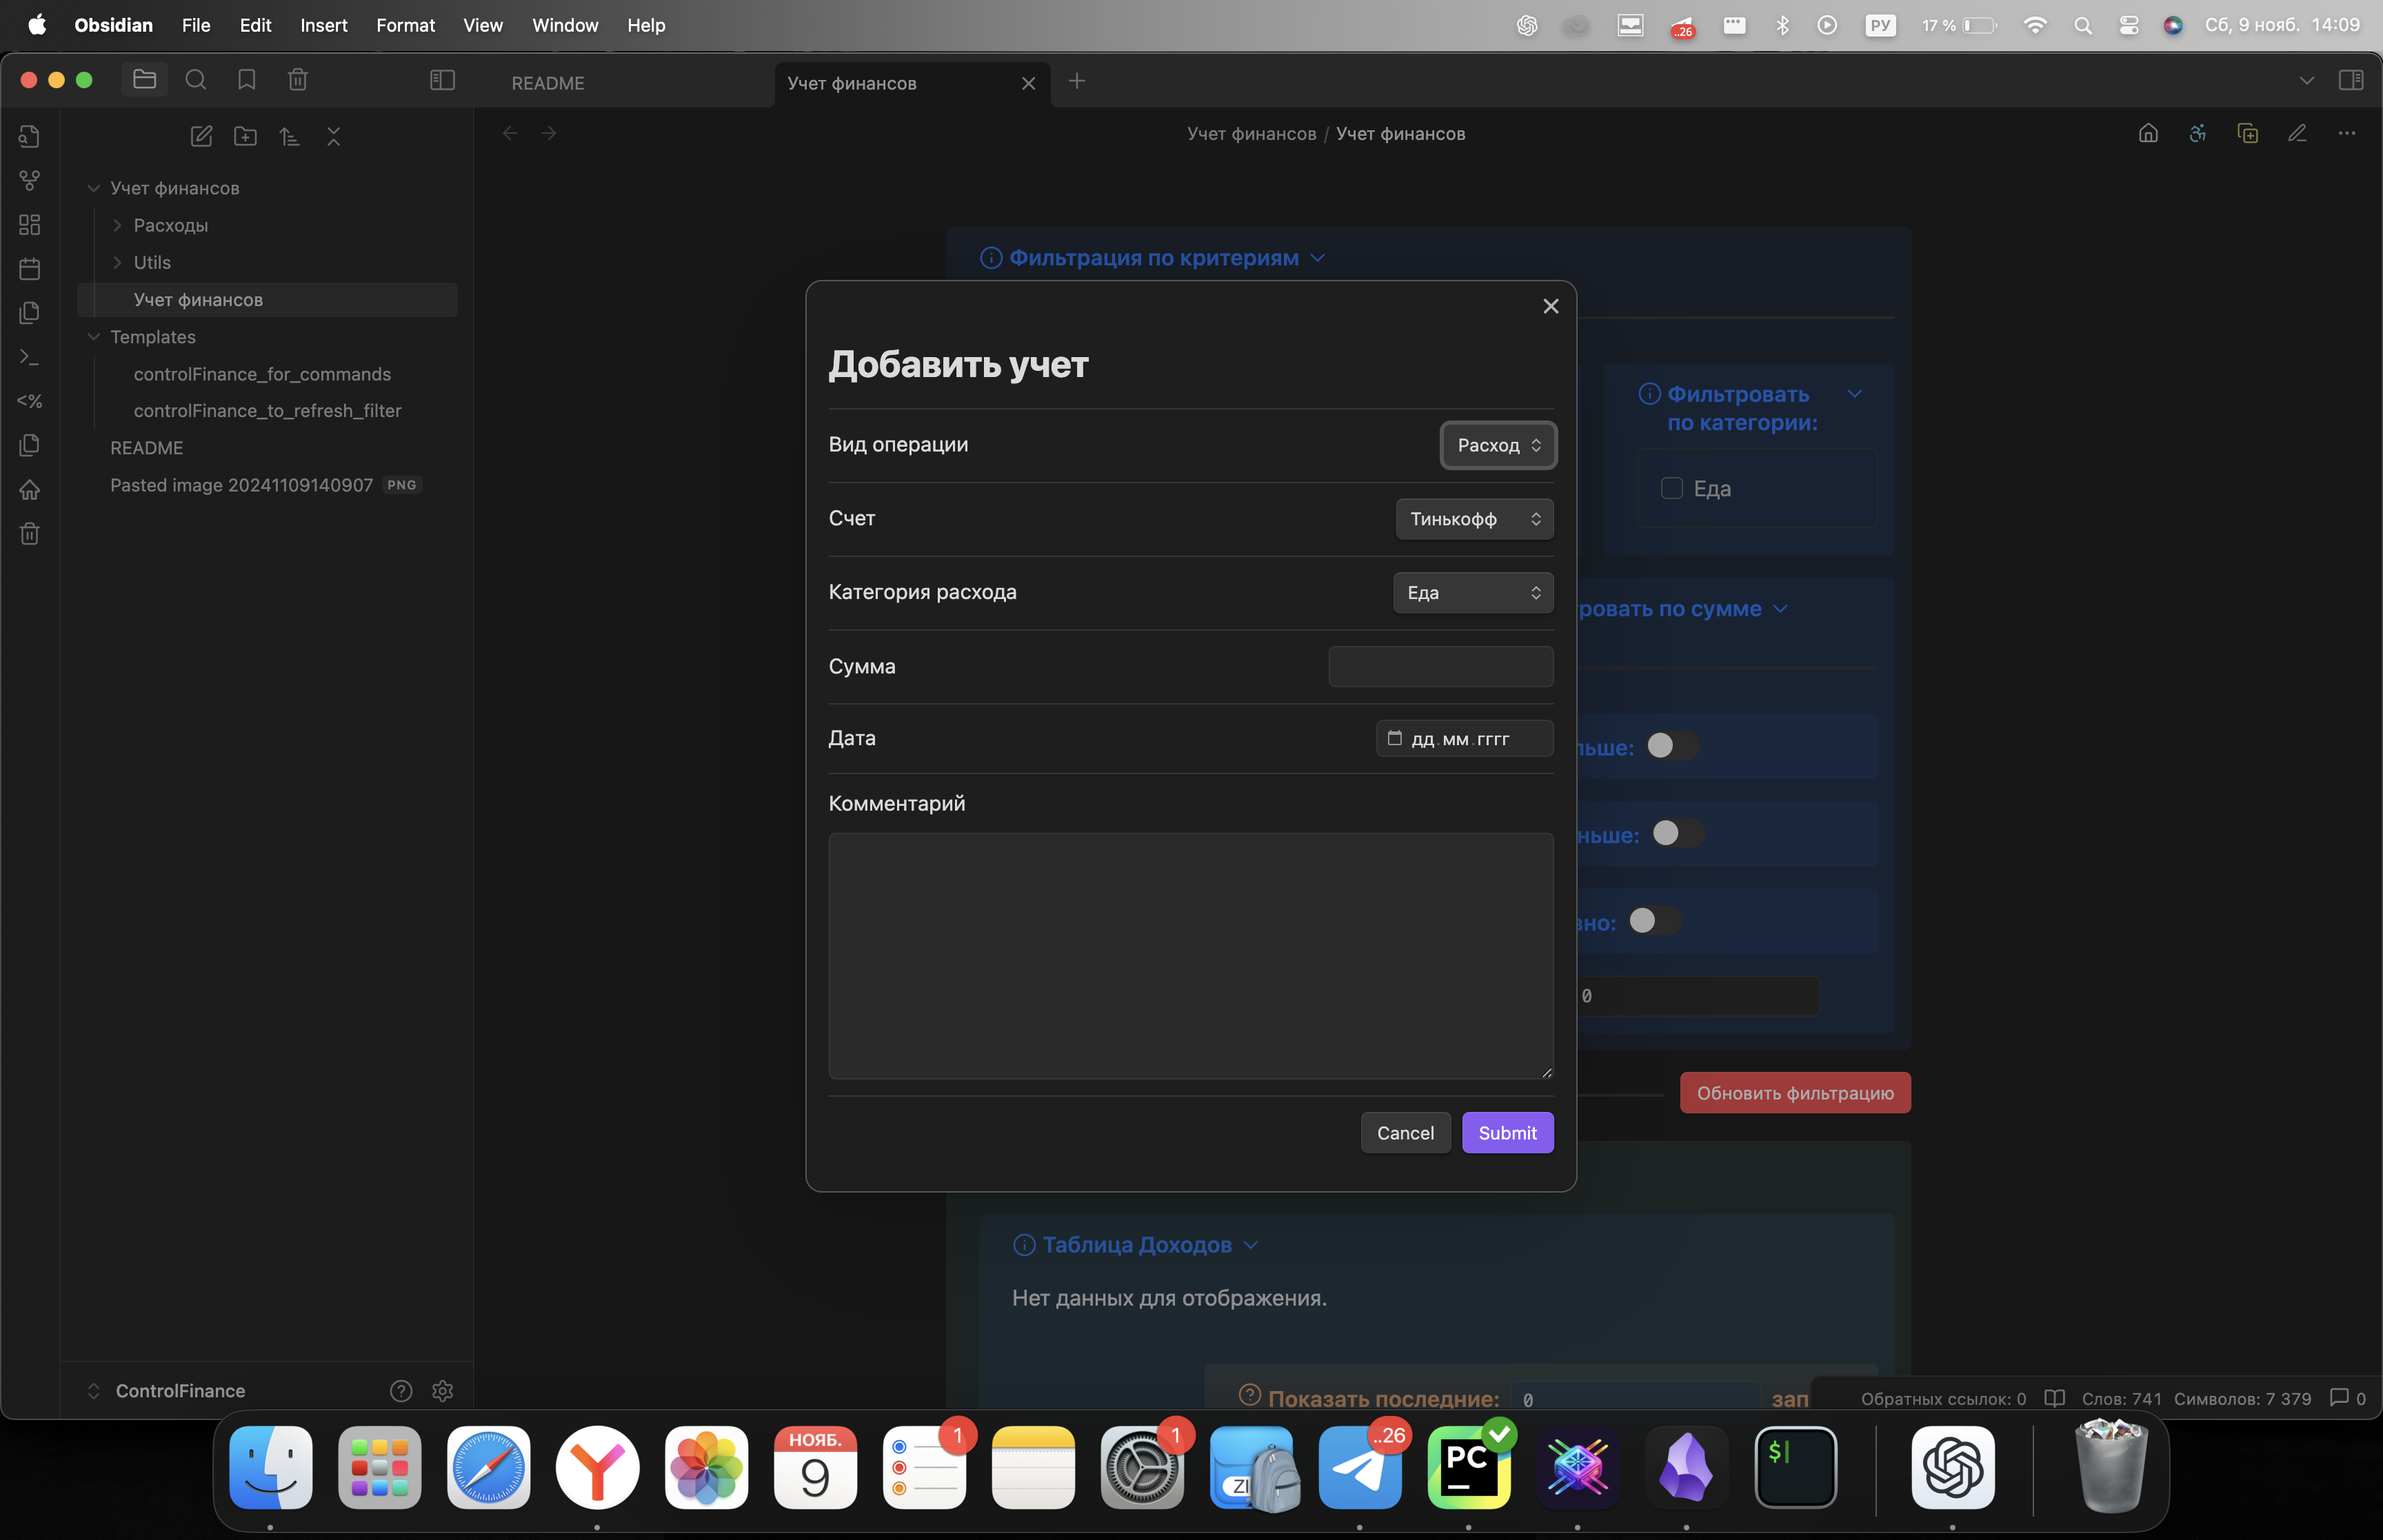 Obsidian File Edit Insert Format View Window Help
..26 РУ 17 % Сб, 9 нояб. 14:09
README
Учет финансов
Учет финансов / Учет финансов
Учет финансов
Расходы
Utils
Учет финансов
Templates
controlFinance_for_commands
controlFinance_to_refresh_filter
README
Pasted image 20241109140907 PNG
ControlFinance
Фильтрация по критериям
Добавить учет
Вид операции Расход
Счет Тинькофф
Категория расхода Еда
Сумма
Дата дд.мм.гггг
Комментарий
Cancel Submit
Фильтровать
по категории:
Еда
ровать по сумме
льше:
ньше:
вно:
0
Обновить фильтрацию
Таблица Доходов
Нет данных для отображения.
Показать последние: 0 зап
Обратных ссылок: 0 Слов: 741 Символов: 7 379 0
НОЯБ.
9
1
1
ZI
..26
PC
$